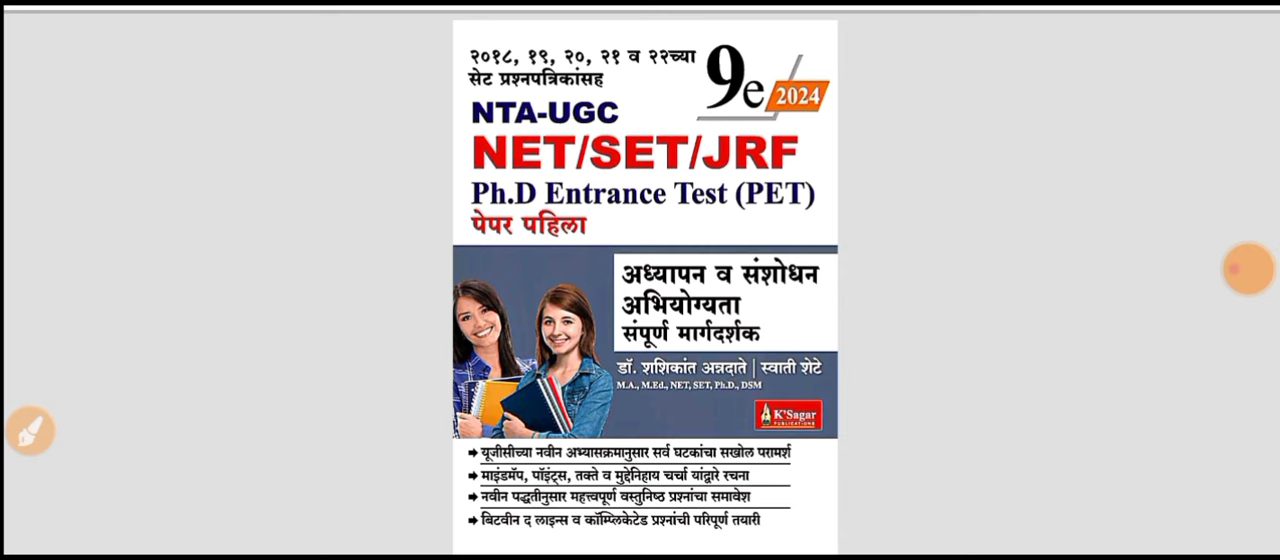 २०१८, १९, २०, २१ व २२च्या
सेट प्रश्नपत्रिकांसह
9e 2024
NTA-UGC
NET/SET/JRF
Ph.D Entrance Test (PET)
पेपर पहिला
अध्यापन व संशोधन
अभियोग्यता
संपूर्ण मार्गदर्शक
डॉ. शशिकांत अन्नदाते | स्वाती शेटे
M.A., M.Ed., NET, SET, Ph.D., DSM
K'Sagar
PUBLICATIONS
➔ यूजीसीच्या नवीन अभ्यासक्रमानुसार सर्व घटकांचा सखोल परामर्श
➔ माइंडमॅप, पॉइंट्स, तक्ते व मुद्देनिहाय चर्चा यांद्वारे रचना
➔ नवीन पद्धतीनुसार महत्त्वपूर्ण वस्तुनिष्ठ प्रश्नांचा समावेश
➔ बिटवीन द लाइन्स व कॉम्प्लिकेटेड प्रश्नांची परिपूर्ण तयारी